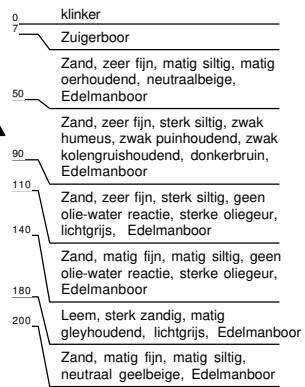 0 klinker
7
Zuigerboor
Zand, zeer fijn, matig siltig, matig
oerhoudend, neutraalbeige,
50 Edelmanboor
Zand, zeer fijn, sterk siltig, zwak
humeus, zwak puinhoudend, zwak
kolengruishoudend, donkerbruin,
90 Edelmanboor
110
Zand, zeer fijn, sterk siltig, geen
olie-water reactie, sterke oliegeur,
lichtgrijs, Edelmanboor
140
Zand, matig fijn, matig siltig, geen
olie-water reactie, sterke oliegeur,
Edelmanboor
180
Leem, sterk zandig, matig
gleyhoudend, lichtgrijs, Edelmanboor
200
Zand, matig fijn, matig siltig,
neutraal geelbeige, Edelmanboor